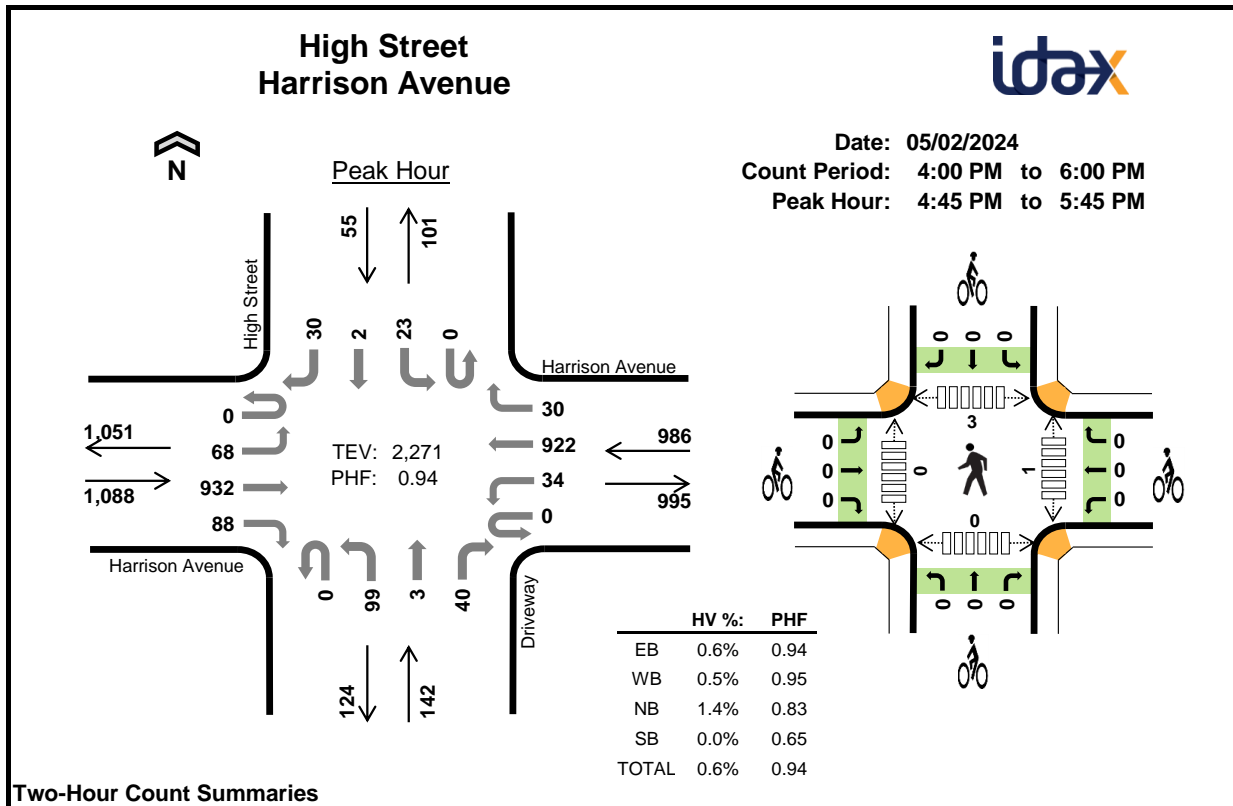 High Street
Harrison Avenue
idax
Date: 05/02/2024
Count Period: 4:00 PM to 6:00 PM
Peak Hour: 4:45 PM to 5:45 PM
N
Peak Hour
55
101
High Street
30
2
23
0
Harrison Avenue
0
68
932
88
1,051
1,088
TEV: 2,271
PHF: 0.94
30
922
34
0
986
995
Harrison Avenue
0
99
3
40
Driveway
124
142
0 0 0
3
0
0
0
0
1
0
0
0
0
0 0 0
HV %: PHF
EB 0.6% 0.94
WB 0.5% 0.95
NB 1.4% 0.83
SB 0.0% 0.65
TOTAL 0.6% 0.94
Two-Hour Count Summaries